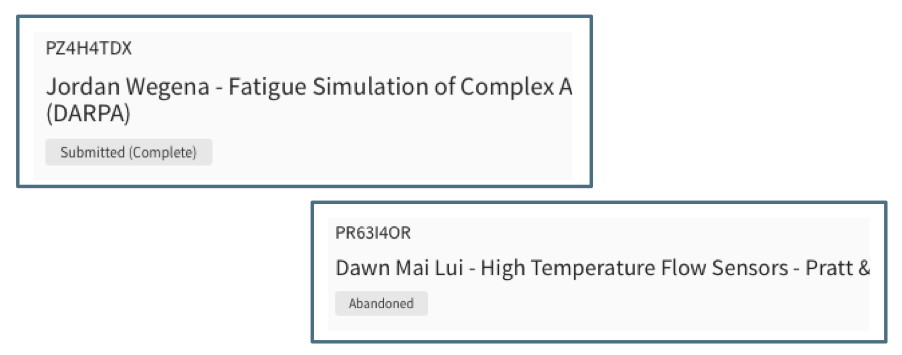 PZ4H4TDX
Jordan Wegena - Fatigue Simulation of Complex A
(DARPA)
Submitted (Complete)
PR63I4OR
Dawn Mai Lui - High Temperature Flow Sensors - Pratt &
Abandoned